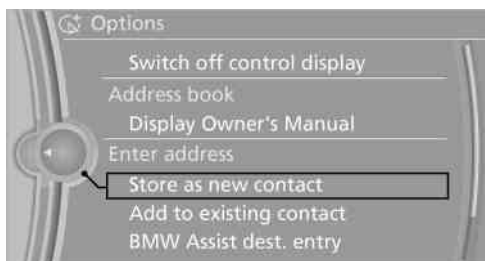 Options
Switch off control display
Address book
Display Owner's Manual
Enter address
Store as new contact
Add to existing contact
BMW Assist dest. entry